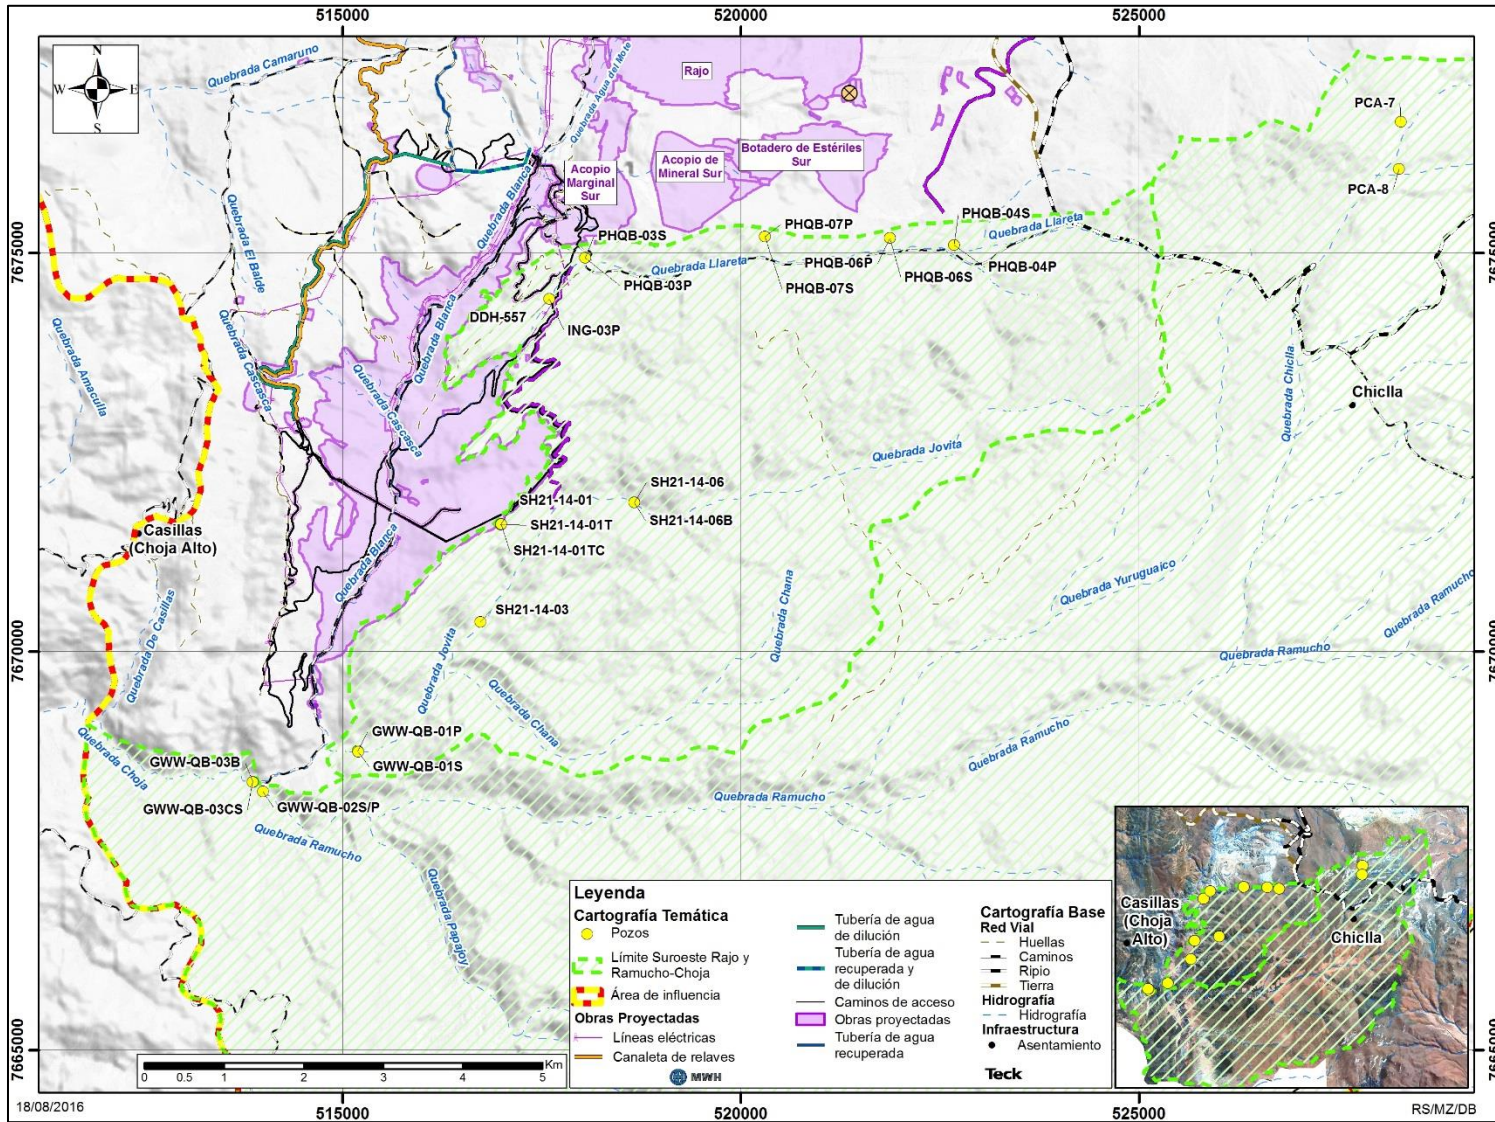 515000
520000
525000
N
W
E
S
7675000
7670000
7665000
7675000
7670000
7665000
515000
520000
525000
Quebrada Camaruno
Quebrada Agua del Mote
Rajo
Acopio
Marginal
Sur
Acopio de
Mineral Sur
Botadero de Estériles
Sur
PCA-7
PCA-8
Quebrada El Balde
Quebrada Blanca
PHQB-03S
PHQB-03P
PHQB-07P
PHQB-07S
PHQB-06P
PHQB-06S
PHQB-04S
PHQB-04P
Quebrada Llareta
Quebrada Llareta
DDH-557
ING-03P
Quebrada Blanca
Quebrada Amaculla
Quebrada Cascasca
Quebrada Cascasca
Quebrada Chiclla
Chiclla
Quebrada Jovita
SH21-14-06
SH21-14-06B
SH21-14-01
SH21-14-01T
SH21-14-01TC
Casillas
(Choja Alto)
Quebrada Blanca
Quebrada De Casillas
SH21-14-03
Quebrada Chana
Quebrada Yuruguaico
Quebrada Ramucho
Quebrada Ramucho
Quebrada Jovita
Quebrada Chana
Quebrada Ramucho
GWW-QB-01P
GWW-QB-01S
Quebrada Choja
GWW-QB-03B
GWW-QB-03CS
GWW-QB-02S/P
Quebrada Ramucho
Quebrada Ramucho
Quebrada Papajoy
Leyenda
Cartografía Temática
Pozos
Límite Suroeste Rajo y
Ramucho-Choja
Área de influencia
Obras Proyectadas
Líneas eléctricas
Canaleta de relaves
Tubería de agua
de dilución
Tubería de agua
recuperada y
de dilución
Caminos de acceso
Obras proyectadas
Tubería de agua
recuperada
Cartografía Base
Red Vial
Huellas
Caminos
Ripio
Tierra
Hidrografía
Hidrografía
Infraestructura
Asentamiento
MWH
Teck
Casillas
(Choja
Alto)
Chiclla
Km
0 0.5 1 2 3 4 5
18/08/2016
RS/MZ/DB